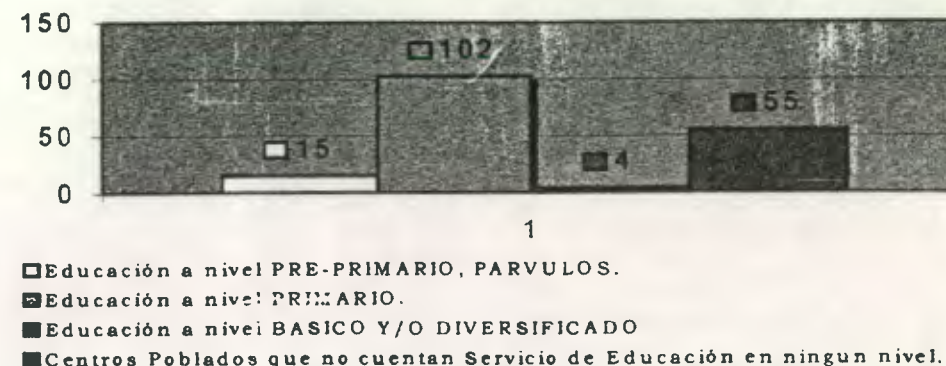 150
102
100
55
50
15
4
0
1
Educación a nivel PRE-PRIMARIO, PARVULOS.
Educación a nivel PRIMARIO.
Educación a nivel BASICO Y/O DIVERSIFICADO
Centros Poblados que no cuentan Servicio de Educación en ningun nivel.